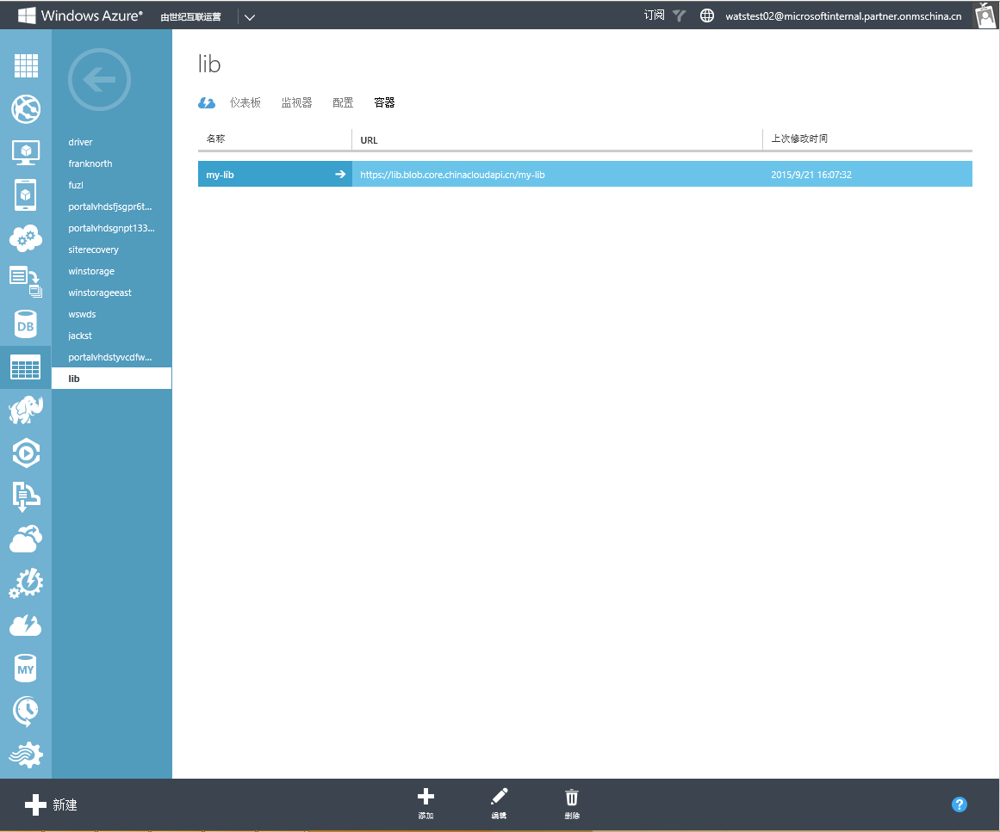 Windows Azure® 由世纪互联运营 订阅 watstest02@microsoftinternal.partner.onmschina.cn
lib
仪表板 监视器 配置 容器
名称 URL 上次修改时间
my-lib https://lib.blob.core.chinacloudapi.cn/my-lib 2015/9/21 16:07:32
driver
franknorth
fuzl
portalvhdsfjsgpr6t...
portalvhdsgnpt133...
siterecovery
winstorage
winstorageeast
wswds
jackst
portalvhdstyvcdfw...
lib
DB
MY
新建 添加 编辑 删除 ?